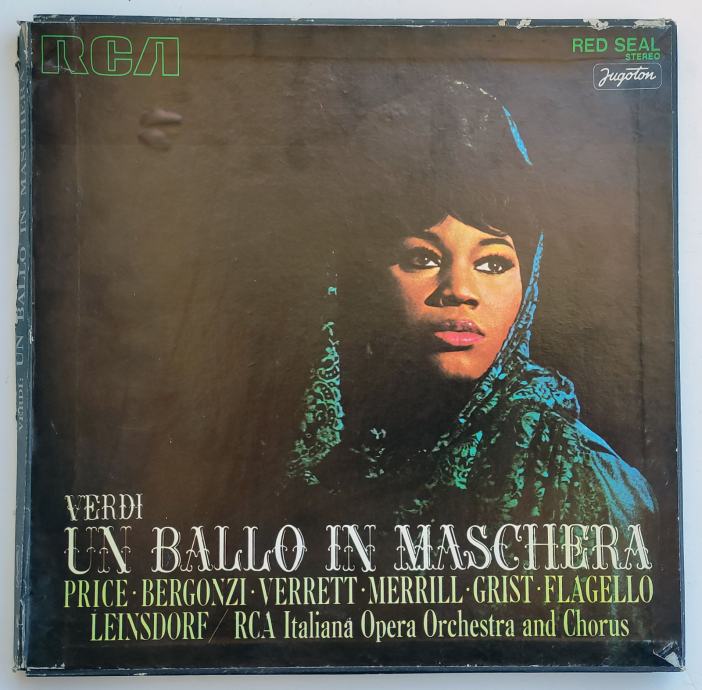 RCA
RED SEAL
STEREO
Jugoton
VERDI: UN BALLO IN MASCHERA
VERDI
UN BALLO IN MASCHERA
PRICE · BERGONZI · VERRETT · MERRILL · GRIST · FLAGELLO
LEINSDORF / RCA Italiana Opera Orchestra and Chorus